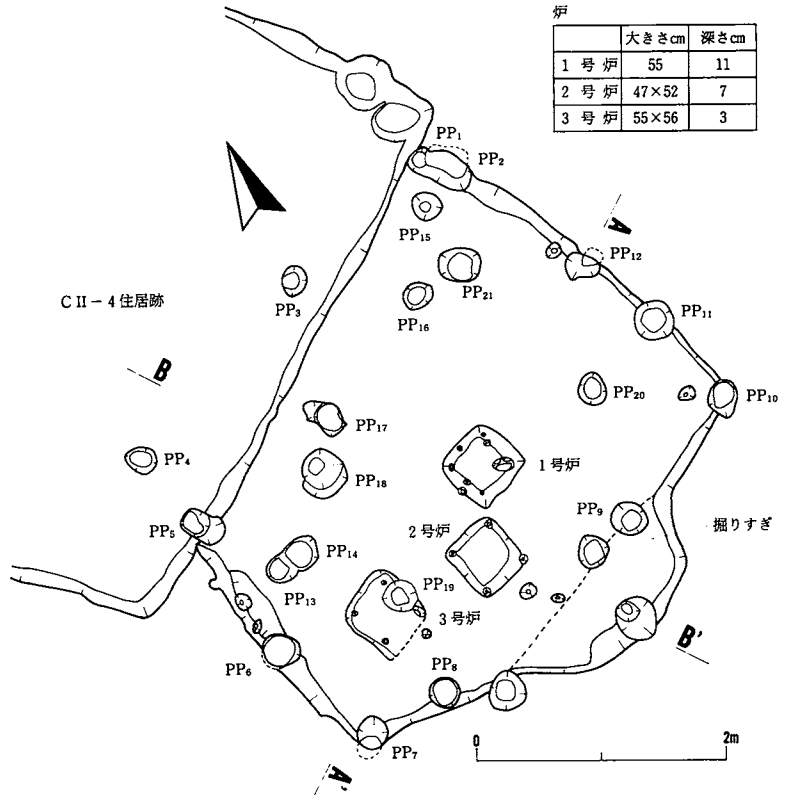 炉
大きさcm 深さcm
1号炉 55 11
2号炉 47×52 7
3号炉 55×56 3
PP1
PP2
A
PP15
PP12
PP21
PP3
CⅡ－4住居跡
PP16
PP11
B
PP20
PP10
PP17
PP4
PP18
1号炉
PP9
掘りすぎ
PP5
2号炉
PP14
PP13
PP19
3号炉
B'
PP6
PP8
PP7
A'
0 2m